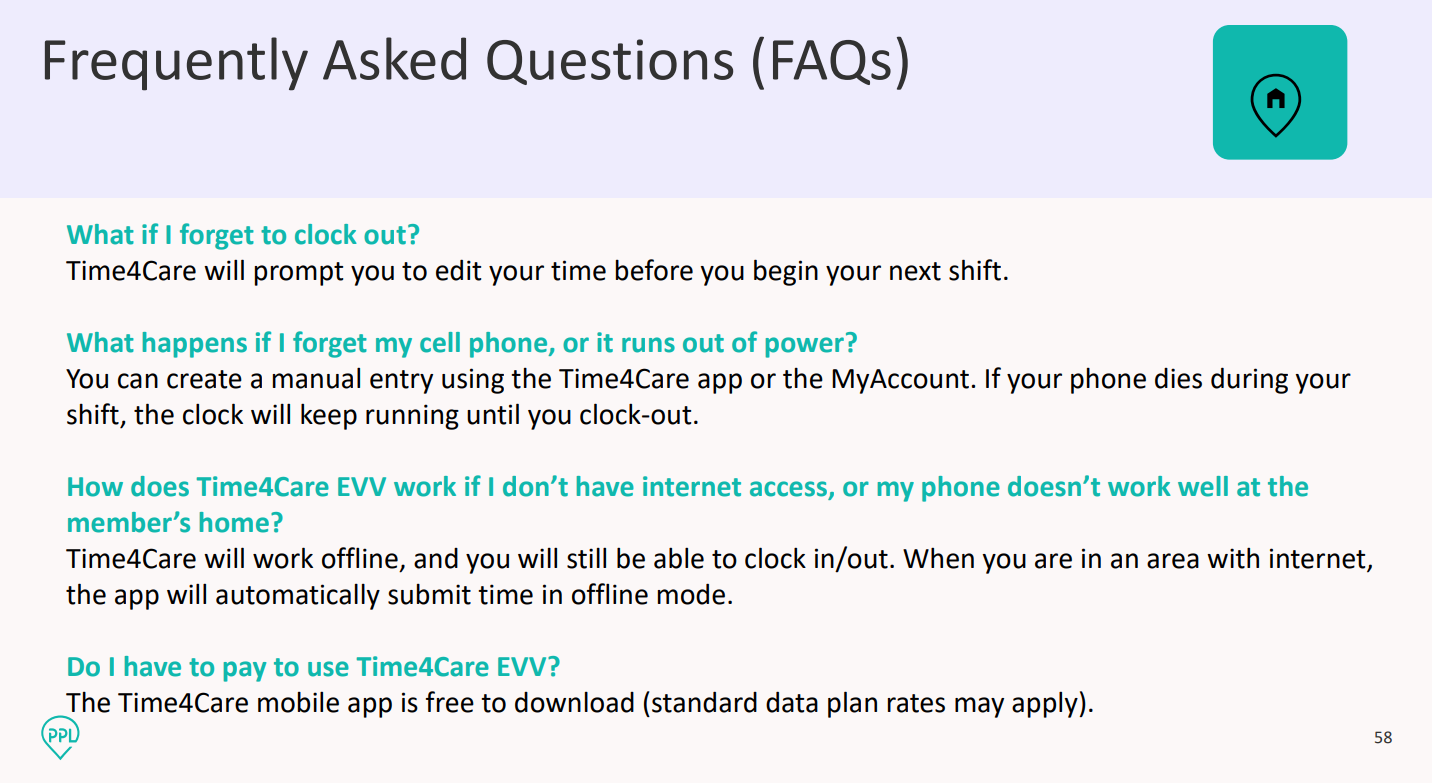 Frequently Asked Questions (FAQs)
What if I forget to clock out?
Time4Care will prompt you to edit your time before you begin your next shift.
What happens if I forget my cell phone, or it runs out of power?
You can create a manual entry using the Time4Care app or the MyAccount. If your phone dies during your
shift, the clock will keep running until you clock-out.
How does Time4Care EVV work if I don’t have internet access, or my phone doesn’t work well at the
member’s home?
Time4Care will work offline, and you will still be able to clock in/out. When you are in an area with internet,
the app will automatically submit time in offline mode.
Do I have to pay to use Time4Care EVV?
The Time4Care mobile app is free to download (standard data plan rates may apply).
PPL
58